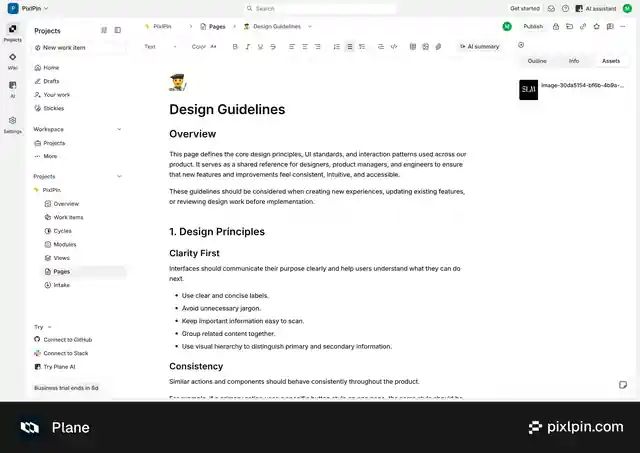 PixlPin
Search
Get started
AI assistant
M
Projects
Wiki
AI
Settings
Projects
New work item
Home
Drafts
Your work
Stickies
Workspace
Projects
More
Projects
PixlPin
Overview
Work items
Cycles
Modules
Views
Pages
Intake
Try
Connect to GitHub
Connect to Slack
Try Plane AI
Business trial ends in 8d
PixlPin > Pages > Design Guidelines
M
Publish
Text
Color Aa
B I U S
AI summary
Design Guidelines
Overview
This page defines the core design principles, UI standards, and interaction patterns used across our
product. It serves as a shared reference for designers, product managers, and engineers to ensure
that new features and improvements feel consistent, intuitive, and accessible.
These guidelines should be considered when creating new experiences, updating existing features,
or reviewing design work before implementation.
1. Design Principles
Clarity First
Interfaces should communicate their purpose clearly and help users understand what they can do
next.
• Use clear and concise labels.
• Avoid unnecessary jargon.
• Keep important information easy to scan.
• Group related content together.
• Use visual hierarchy to distinguish primary and secondary information.
Consistency
Similar actions and components should behave consistently throughout the product.
Outline
Info
Assets
image-30da5154-bf6b-4b9a-...
Plane
pixlpin.com